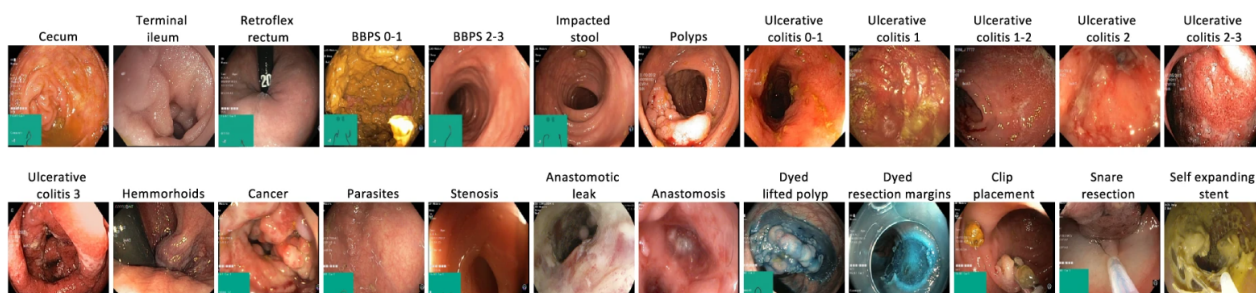 Cecum
Terminal
ileum
Retroflex
rectum
BBPS 0-1
BBPS 2-3
Impacted
stool
Polyps
Ulcerative
colitis 0-1
Ulcerative
colitis 1
Ulcerative
colitis 1-2
Ulcerative
colitis 2
Ulcerative
colitis 2-3
20
Ulcerative
colitis 3
Hemmorhoids
Cancer
Parasites
Stenosis
Anastomotic
leak
Anastomosis
Dyed
lifted polyp
Dyed
resection margins
Clip
placement
Snare
resection
Self expanding
stent